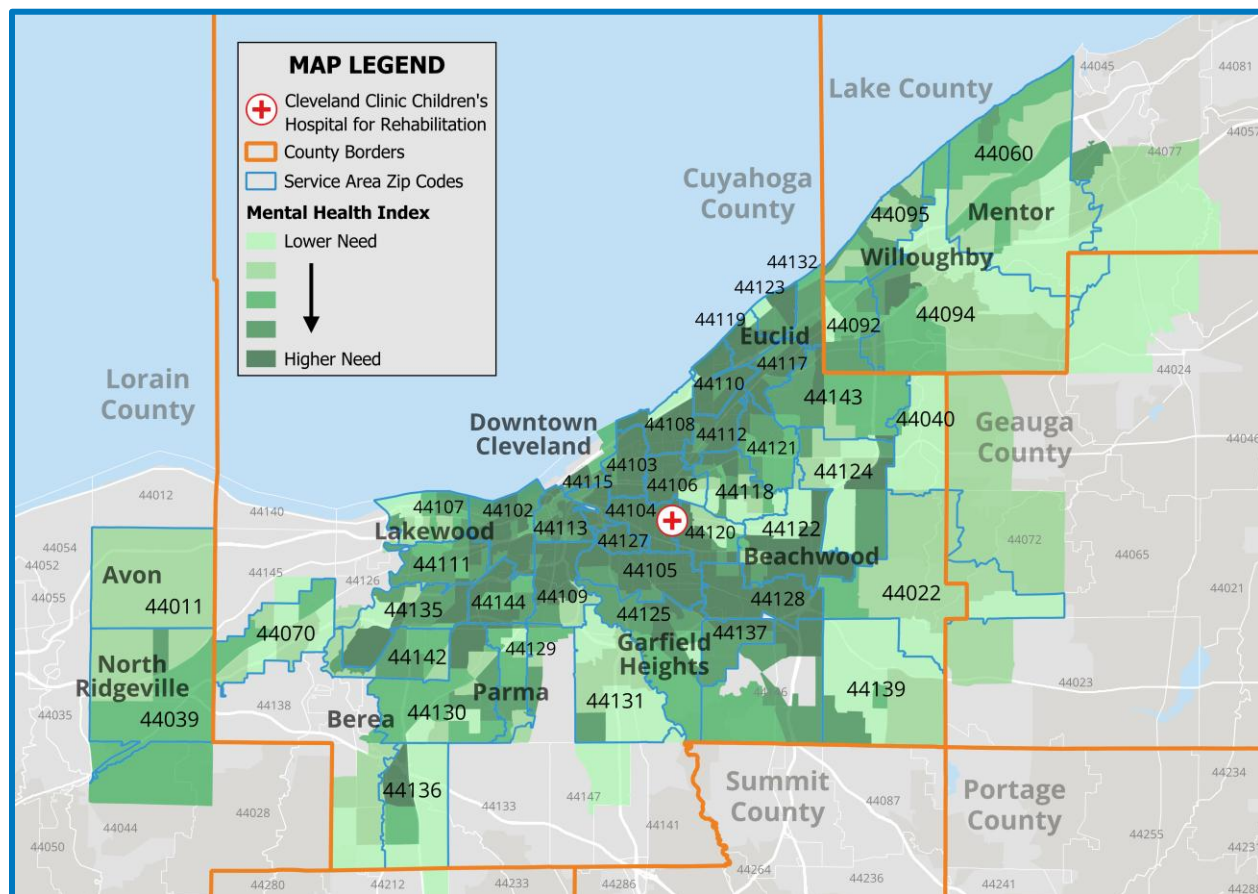 MAP LEGEND
Cleveland Clinic Children's
Hospital for Rehabilitation
County Borders
Service Area Zip Codes
Mental Health Index
Lower Need
Higher Need
Lake County
44045
44081
44057
44060
44077
Cuyahoga
County
44095
Mentor
Willoughby
44132
44123
44094
44119
44092
Euclid
44117
44024
Lorain
County
44110
44143
44040
Geauga
County
44046
Downtown
Cleveland
44108
44112
44121
44103
44124
44115
44106
44118
44012
44140
44107
44102
44104
44122
Lakewood
44113
44120
44072
44127
Beachwood
44065
44054
44052
44111
44105
44021
Avon
44145
44126
44055
44011
44135
44144
44109
44128
44022
44070
44125
44137
44129
Garfield
Heights
44142
North
Ridgeville
Parma
44146
44139
44023
44035
44039
44138
Berea
44130
44131
44136
Summit
County
Portage
County
44234
44133
44147
44087
44028
44044
44141
44255
44050
44231
44280
44212
44233
44286
44264
44236
44241